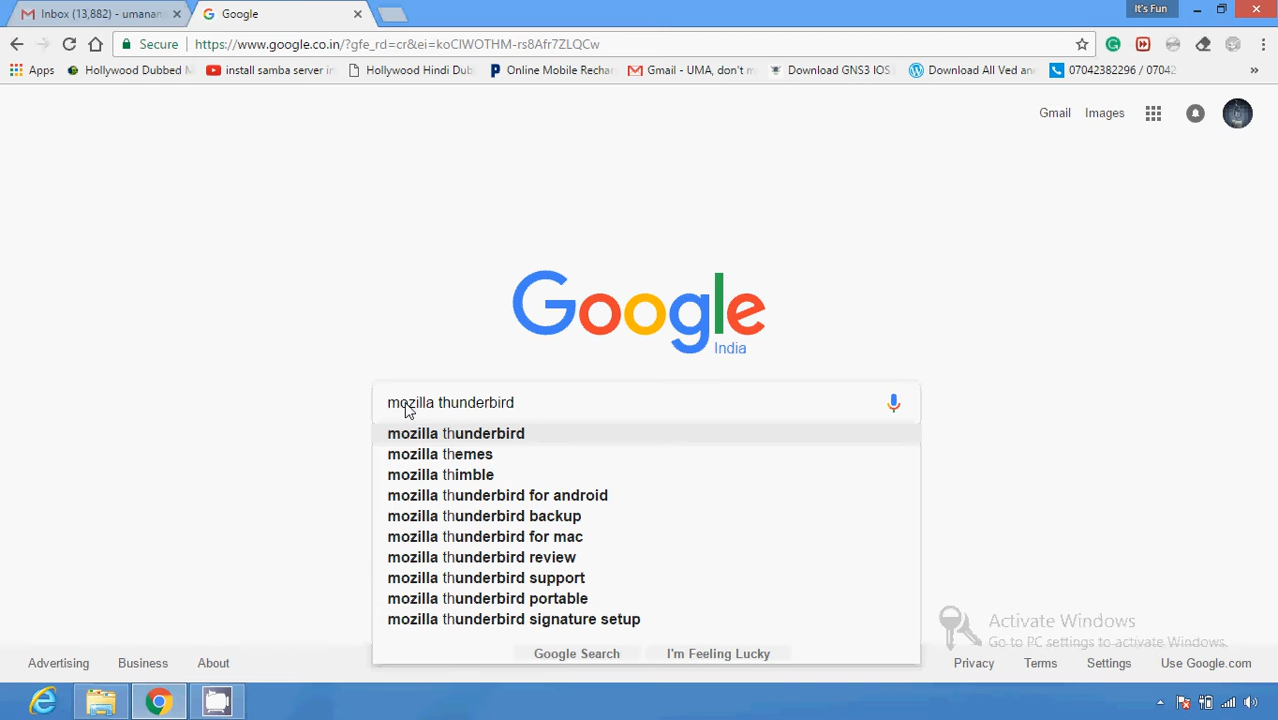 Inbox (13,882) - umanan
Google
It's Fun
Secure
https://www.google.co.in/?gfe_rd=cr&ei=koClWOTHM-rs8Afr7ZLQCw
Apps
Hollywood Dubbed M
install samba server in
Hollywood Hindi Dub
Online Mobile Rechar
Gmail - UMA, don't m
Download GNS3 IOS
Download All Ved an
07042382296 / 0704
Gmail
Images
Google
India
mozilla thunderbird
mozilla thunderbird
mozilla themes
mozilla thimble
mozilla thunderbird for android
mozilla thunderbird backup
mozilla thunderbird for mac
mozilla thunderbird review
mozilla thunderbird support
mozilla thunderbird portable
mozilla thunderbird signature setup
Google Search
I'm Feeling Lucky
Activate Windows
Go to PC settings to activate Windows.
Advertising
Business
About
Privacy
Terms
Settings
Use Google.com